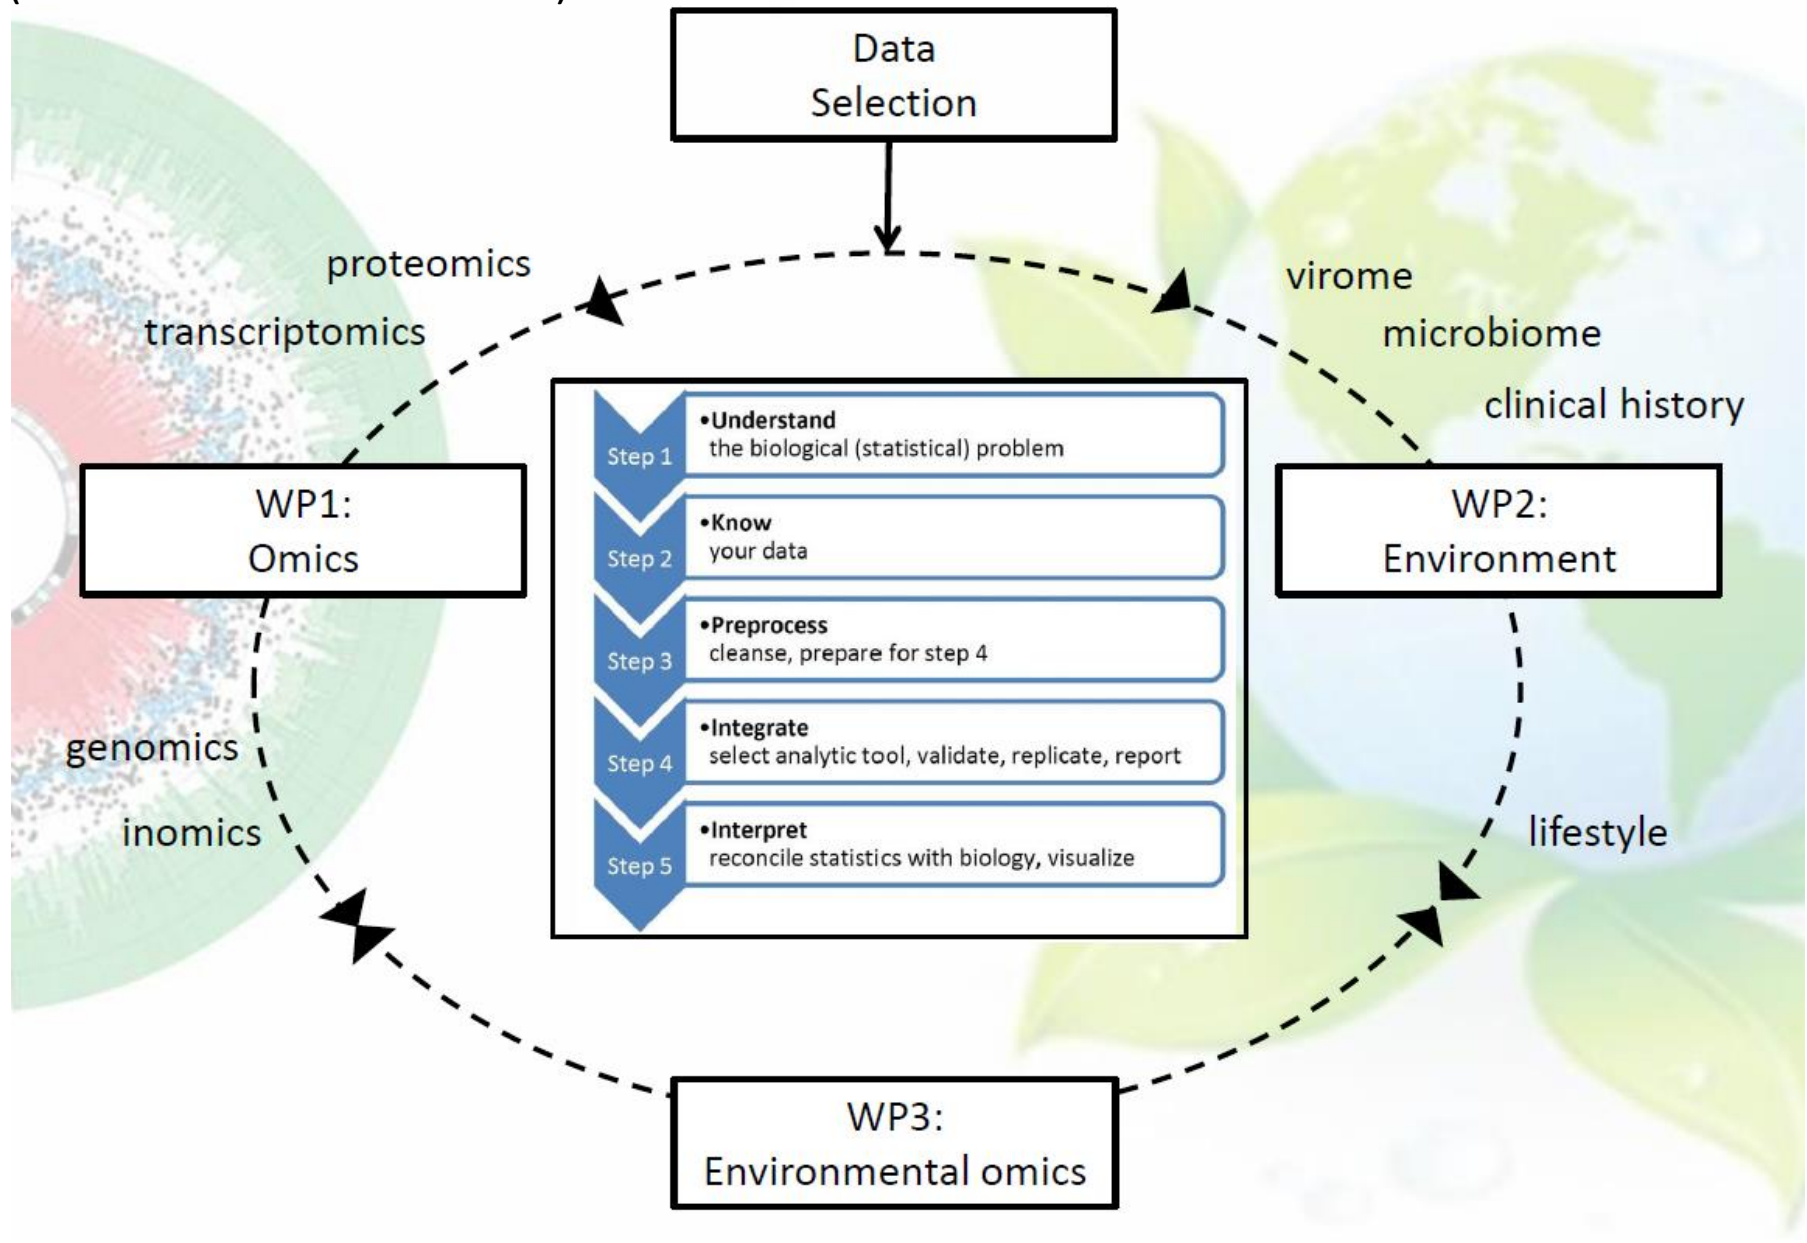 Data
Selection
proteomics
transcriptomics
virome
microbiome
clinical history
WP1:
Omics
Step 1
•Understand
the biological (statistical) problem
Step 2
•Know
your data
Step 3
•Preprocess
cleanse, prepare for step 4
Step 4
•Integrate
select analytic tool, validate, replicate, report
Step 5
•Interpret
reconcile statistics with biology, visualize
WP2:
Environment
genomics
inomics
lifestyle
WP3:
Environmental omics